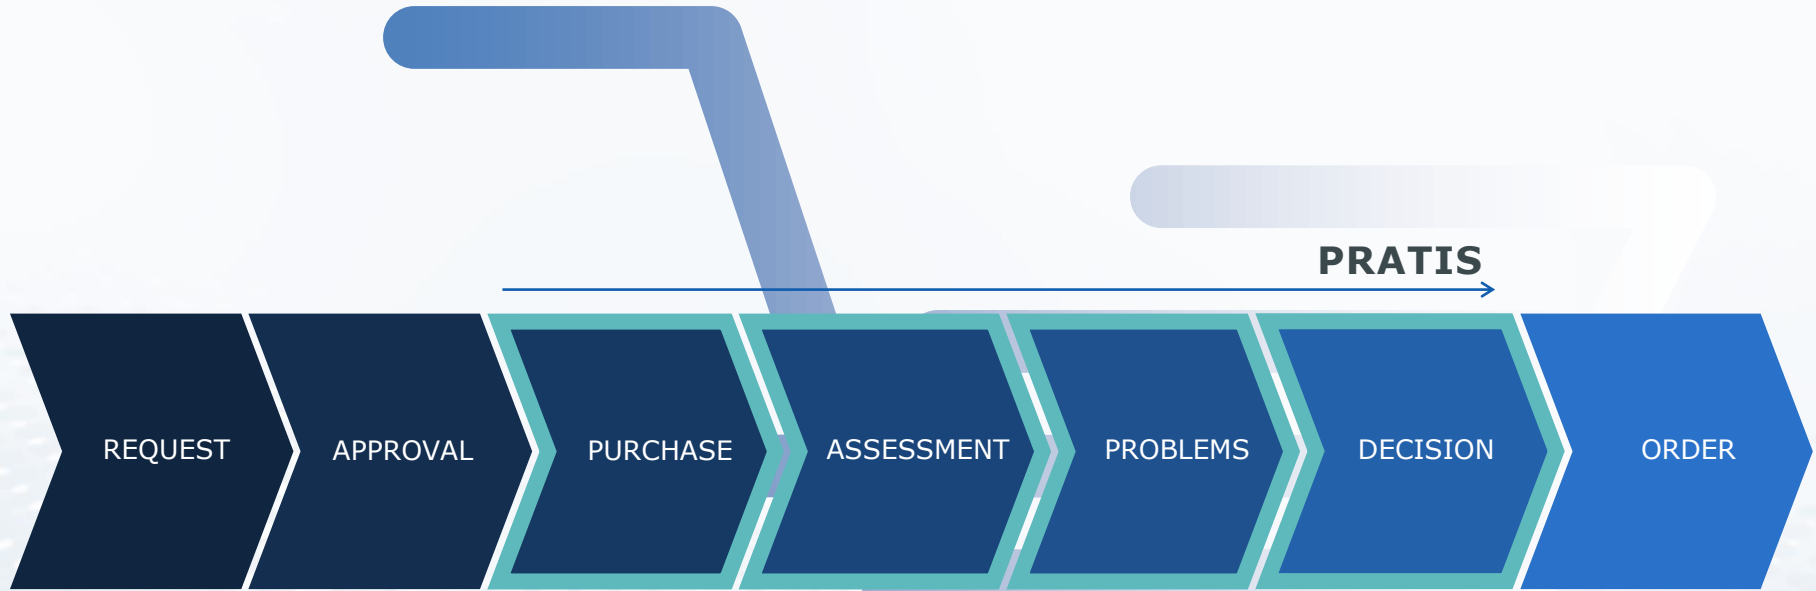 PRATIS
REQUEST
APPROVAL
PURCHASE
ASSESSMENT
PROBLEMS
DECISION
ORDER